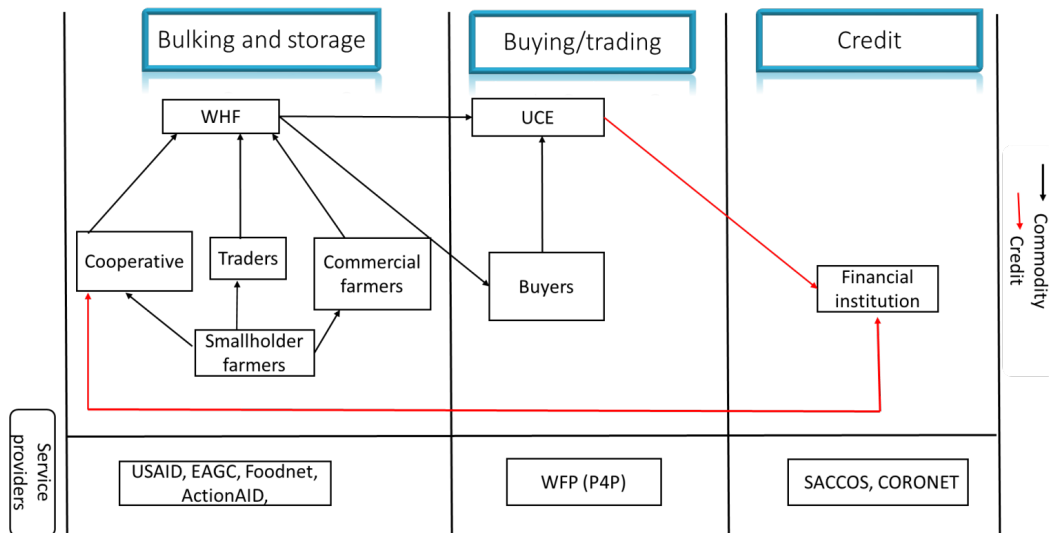 Bulking and storage
Buying/trading
Credit
WHF
UCE
Cooperative
Traders
Commercial
farmers
Buyers
Financial
institution
Smallholder
farmers
Commodity
Credit
Service
providers
USAID, EAGC, Foodnet,
ActionAID,
WFP (P4P)
SACCOS, CORONET